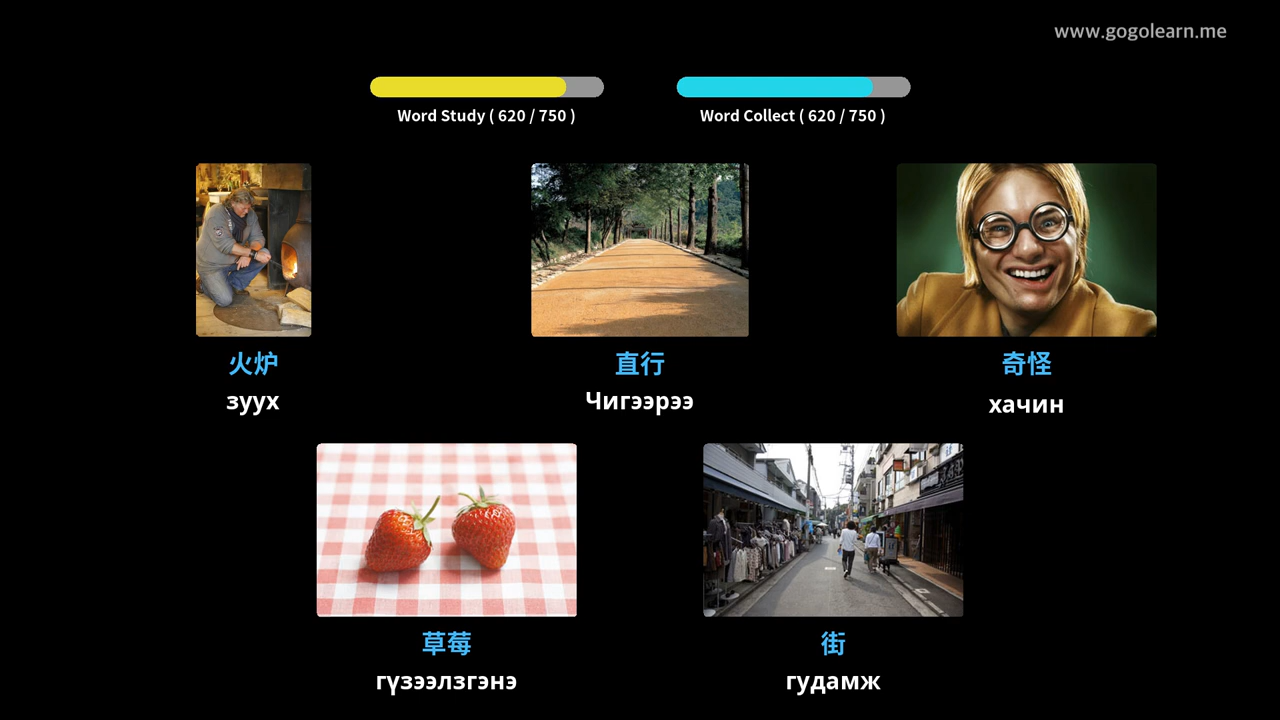 www.gogolearn.me
Word Study ( 620 / 750 )
Word Collect ( 620 / 750 )
火炉
зуух
直行
Чигээрээ
奇怪
хачин
草莓
гүзээлзгэнэ
街
гудамж